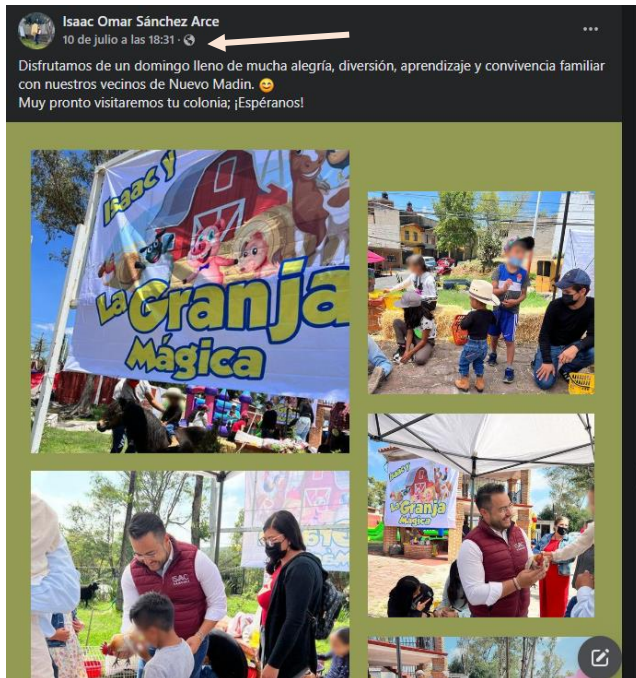 Isaac Omar Sánchez Arce
10 de julio a las 18:31 ·
Disfrutamos de un domingo lleno de mucha alegría, diversión, aprendizaje y convivencia familiar
con nuestros vecinos de Nuevo Madin. 😊
Muy pronto visitaremos tu colonia; ¡Espéranos!
Isaac y
La Granja
Mágica
Isaac y
La Granja
Mágica